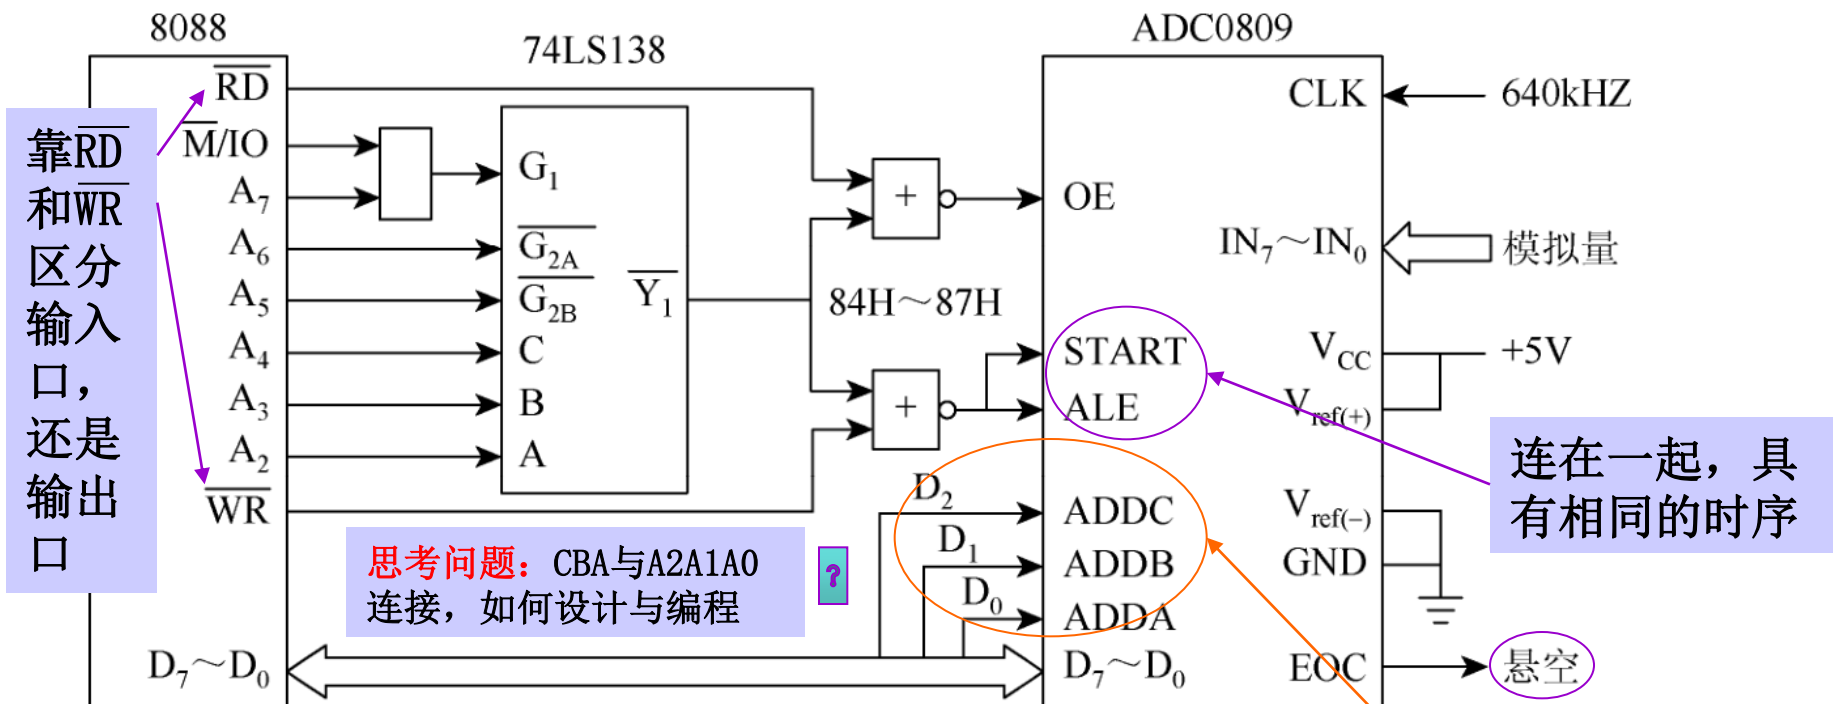 8088
74LS138
ADC0809
RD
M/IO
A7
A6
A5
A4
A3
A2
WR
D7～D0
靠RD
和WR
区分
输入
口，
还是
输出
口
G1
G2A
G2B
C
B
A
Y1
+
84H～87H
+
D2
D1
D0
OE
START
ALE
ADDC
ADDB
ADDA
D7～D0
CLK
IN7～IN0
VCC
Vref(+)
Vref(−)
GND
EOC
640kHZ
模拟量
+5V
连在一起，具
有相同的时序
悬空
思考问题：CBA与A2A1A0
连接，如何设计与编程
?